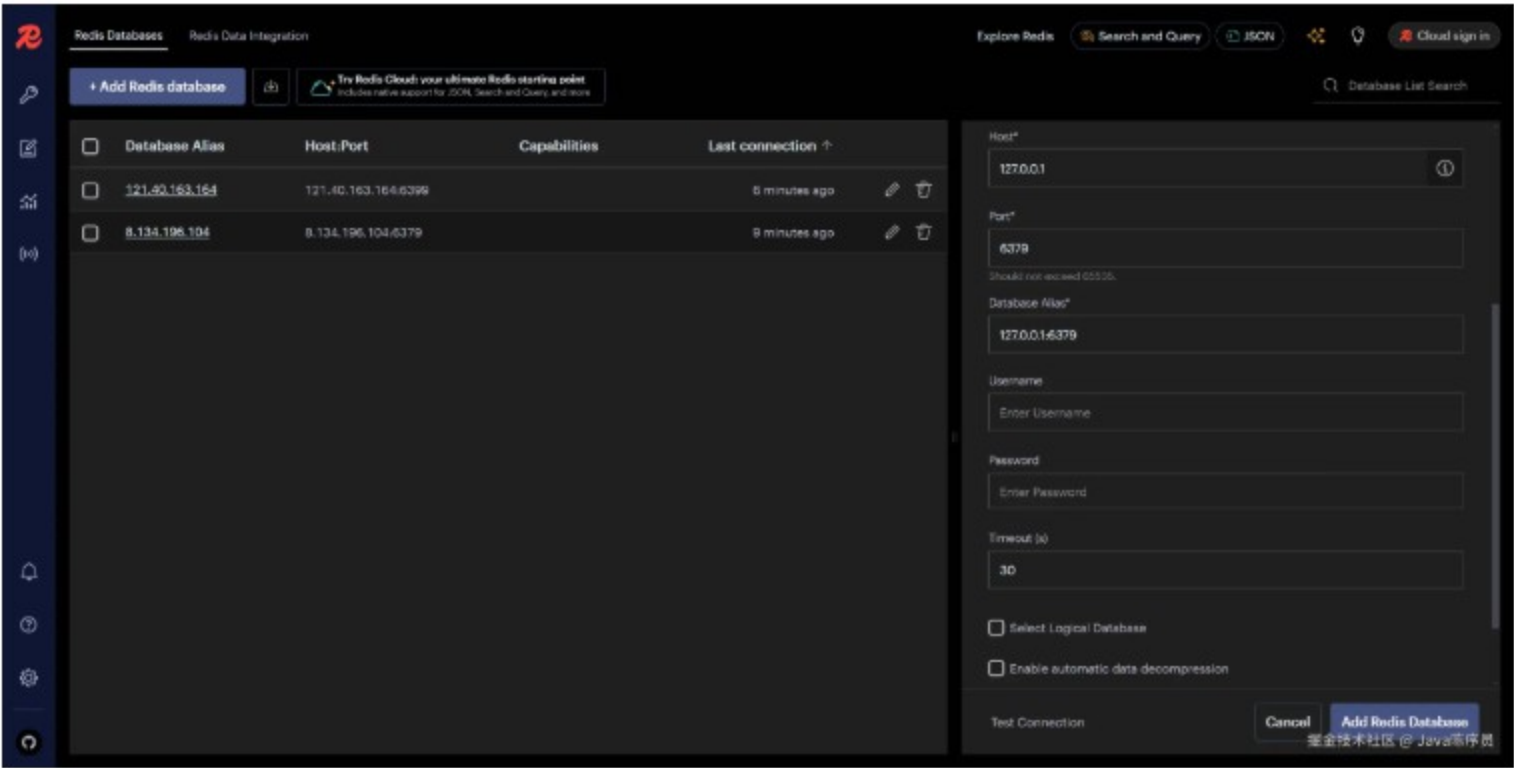 Redis Databases Redis Data Integration
Explore Redis Search and Query JSON Cloud sign in
+ Add Redis database
Try Redis Cloud: your ultimate Redis starting point
Includes native support for JSON, Search and Query, and more
Database List Search
Database Alias Host:Port Capabilities Last connection ↑
121.40.163.164 121.40.163.164:6399 6 minutes ago
8.134.196.104 8.134.196.104:6379 9 minutes ago
Host*
127.0.0.1
Port*
6379
Should not exceed 65535.
Database Alias*
127.0.0.1:6379
Username
Enter Username
Password
Enter Password
Timeout (s)
30
Select Logical Database
Enable automatic data decompression
Test Connection Cancel Add Redis Database
掘金技术社区 @ Java陈序员